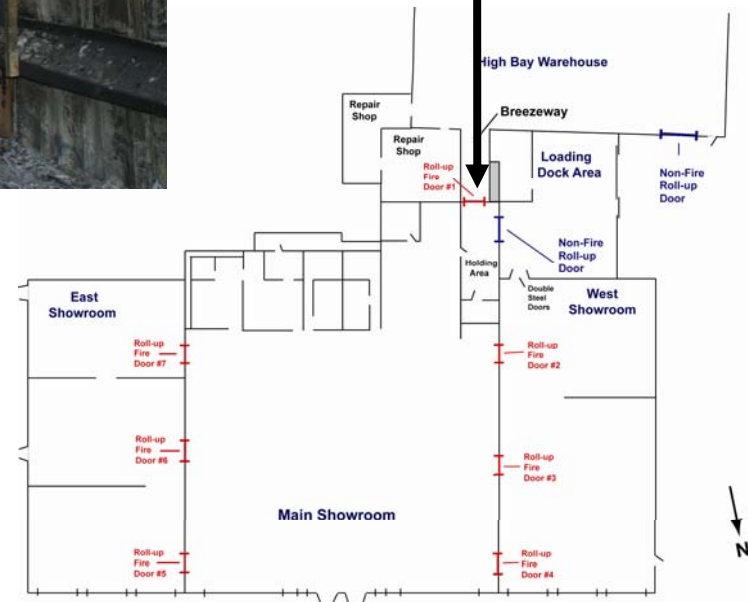 High Bay Warehouse
Breezeway
Repair
Shop
Repair
Shop
Roll-up
Fire
Door #1
Loading
Dock Area
Non-Fire
Roll-up
Door
Non-Fire
Roll-up
Door
Holding
Area
Double
Steel
Doors
East
Showroom
West
Showroom
Roll-up
Fire
Door #7
Roll-up
Fire
Door #2
Roll-up
Fire
Door #6
Roll-up
Fire
Door #3
Main Showroom
Roll-up
Fire
Door #5
Roll-up
Fire
Door #4
N